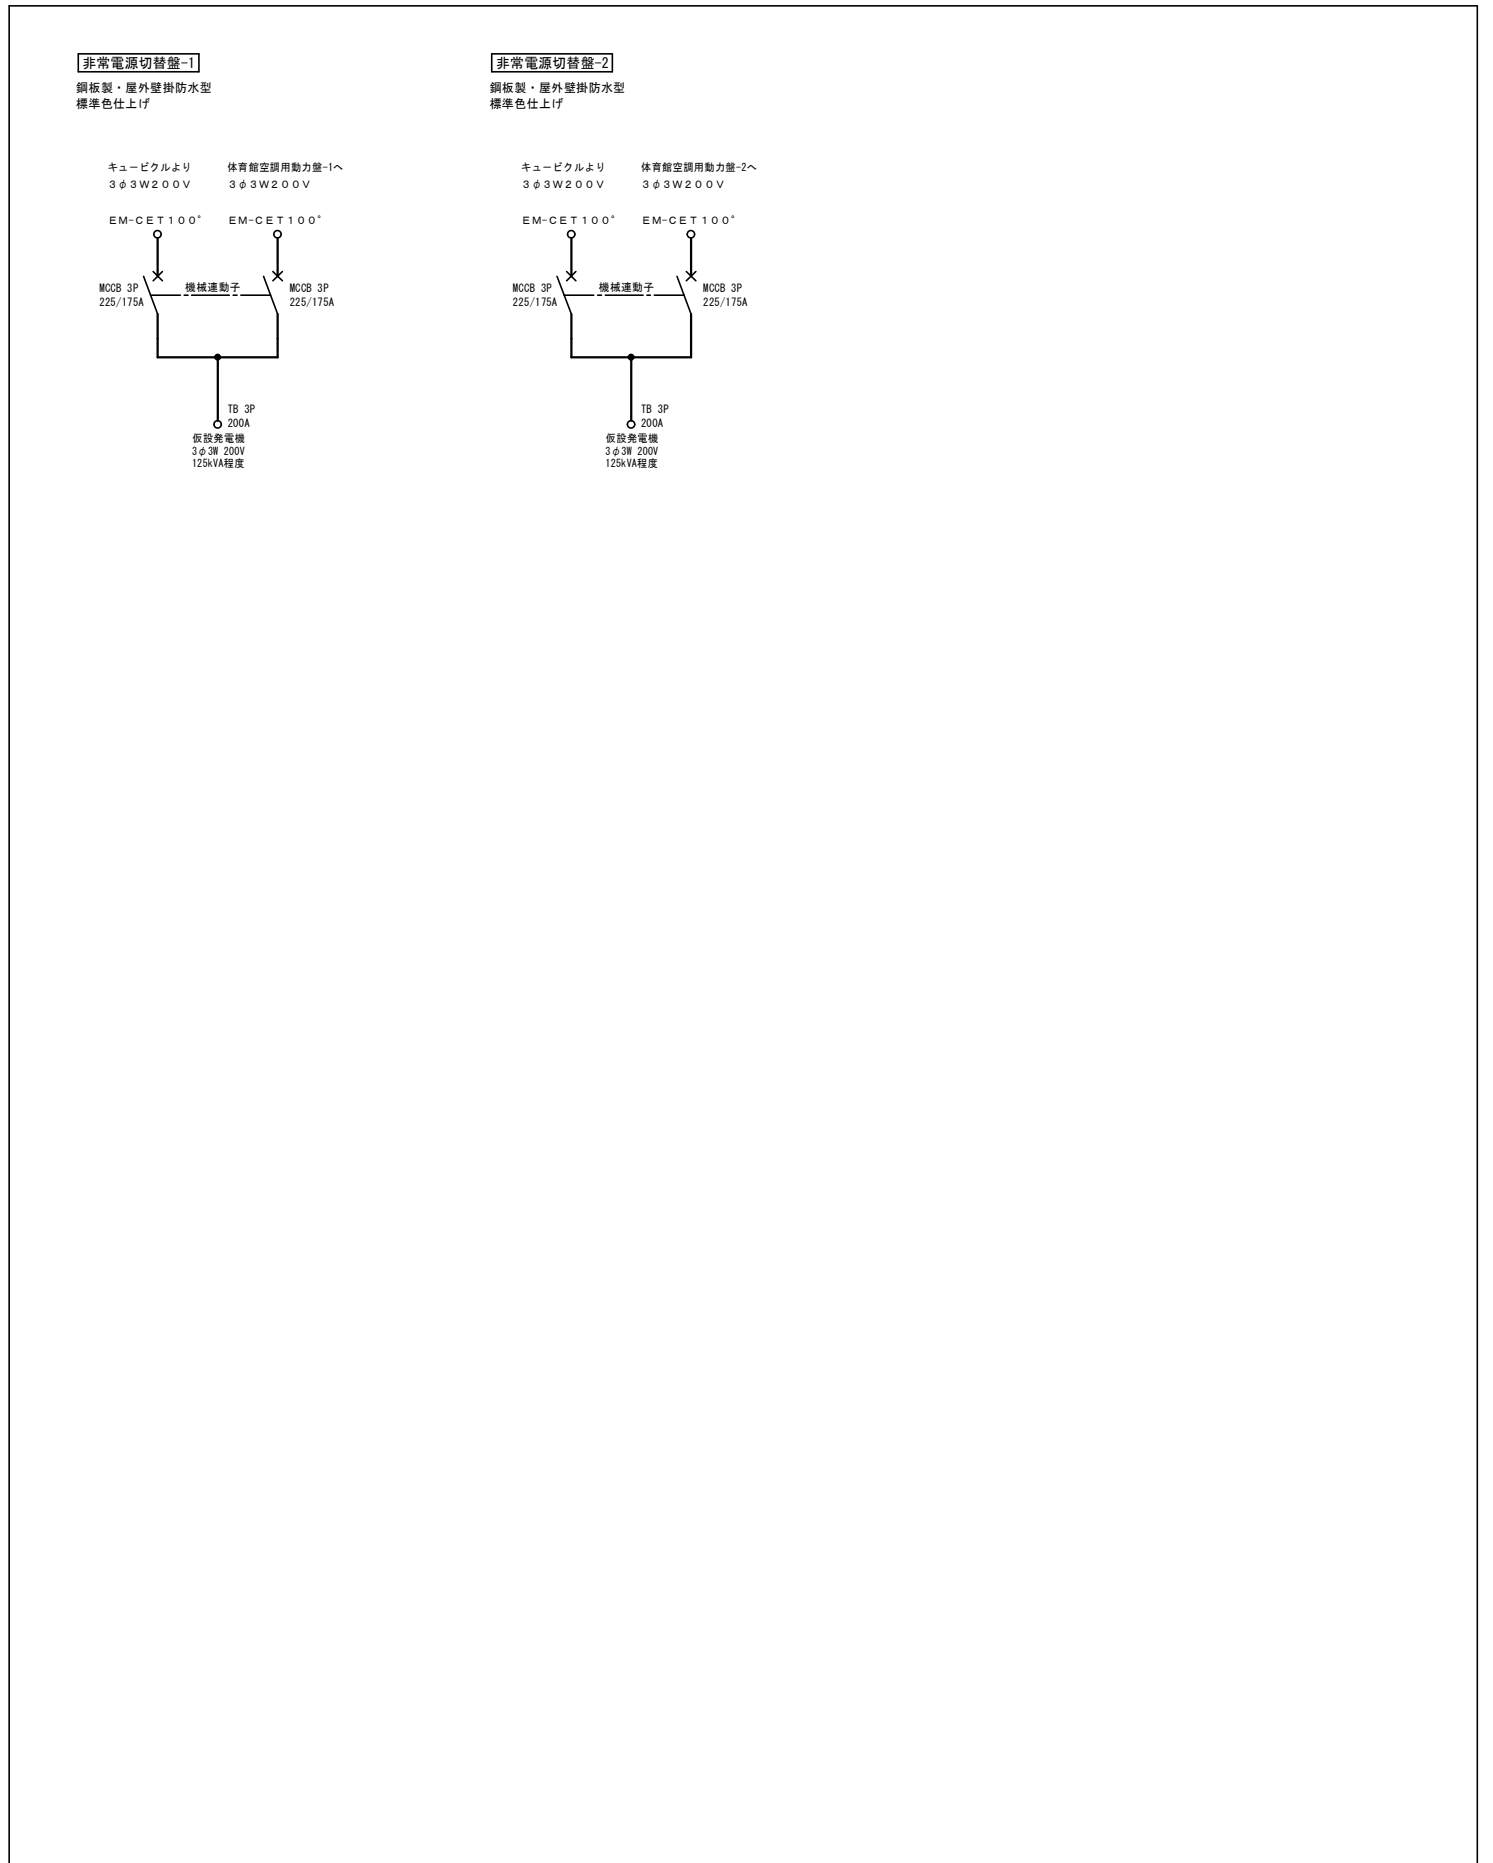 非常電源切替盤-1
鋼板製・屋外壁掛防水型
標準色仕上げ
キュービクルより
3φ3W200V
EM-CET100°
体育館空調用動力盤-1へ
3φ3W200V
EM-CET100°
MCCB 3P
225/175A
機械連動子
MCCB 3P
225/175A
TB 3P
200A
仮設発電機
3φ3W 200V
125kVA程度
非常電源切替盤-2
鋼板製・屋外壁掛防水型
標準色仕上げ
キュービクルより
3φ3W200V
EM-CET100°
体育館空調用動力盤-2へ
3φ3W200V
EM-CET100°
MCCB 3P
225/175A
機械連動子
MCCB 3P
225/175A
TB 3P
200A
仮設発電機
3φ3W 200V
125kVA程度